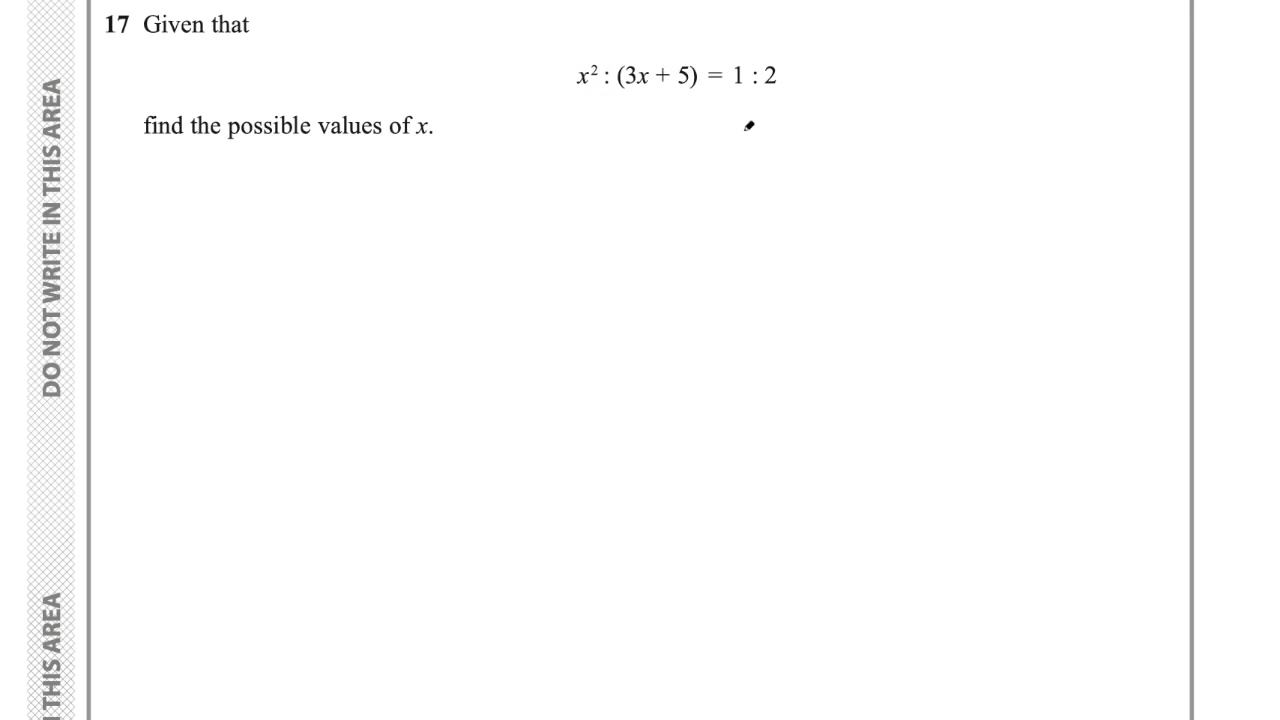 17 Given that
x² : (3x + 5) = 1 : 2
find the possible values of x.
DO NOT WRITE IN THIS AREA
THIS AREA